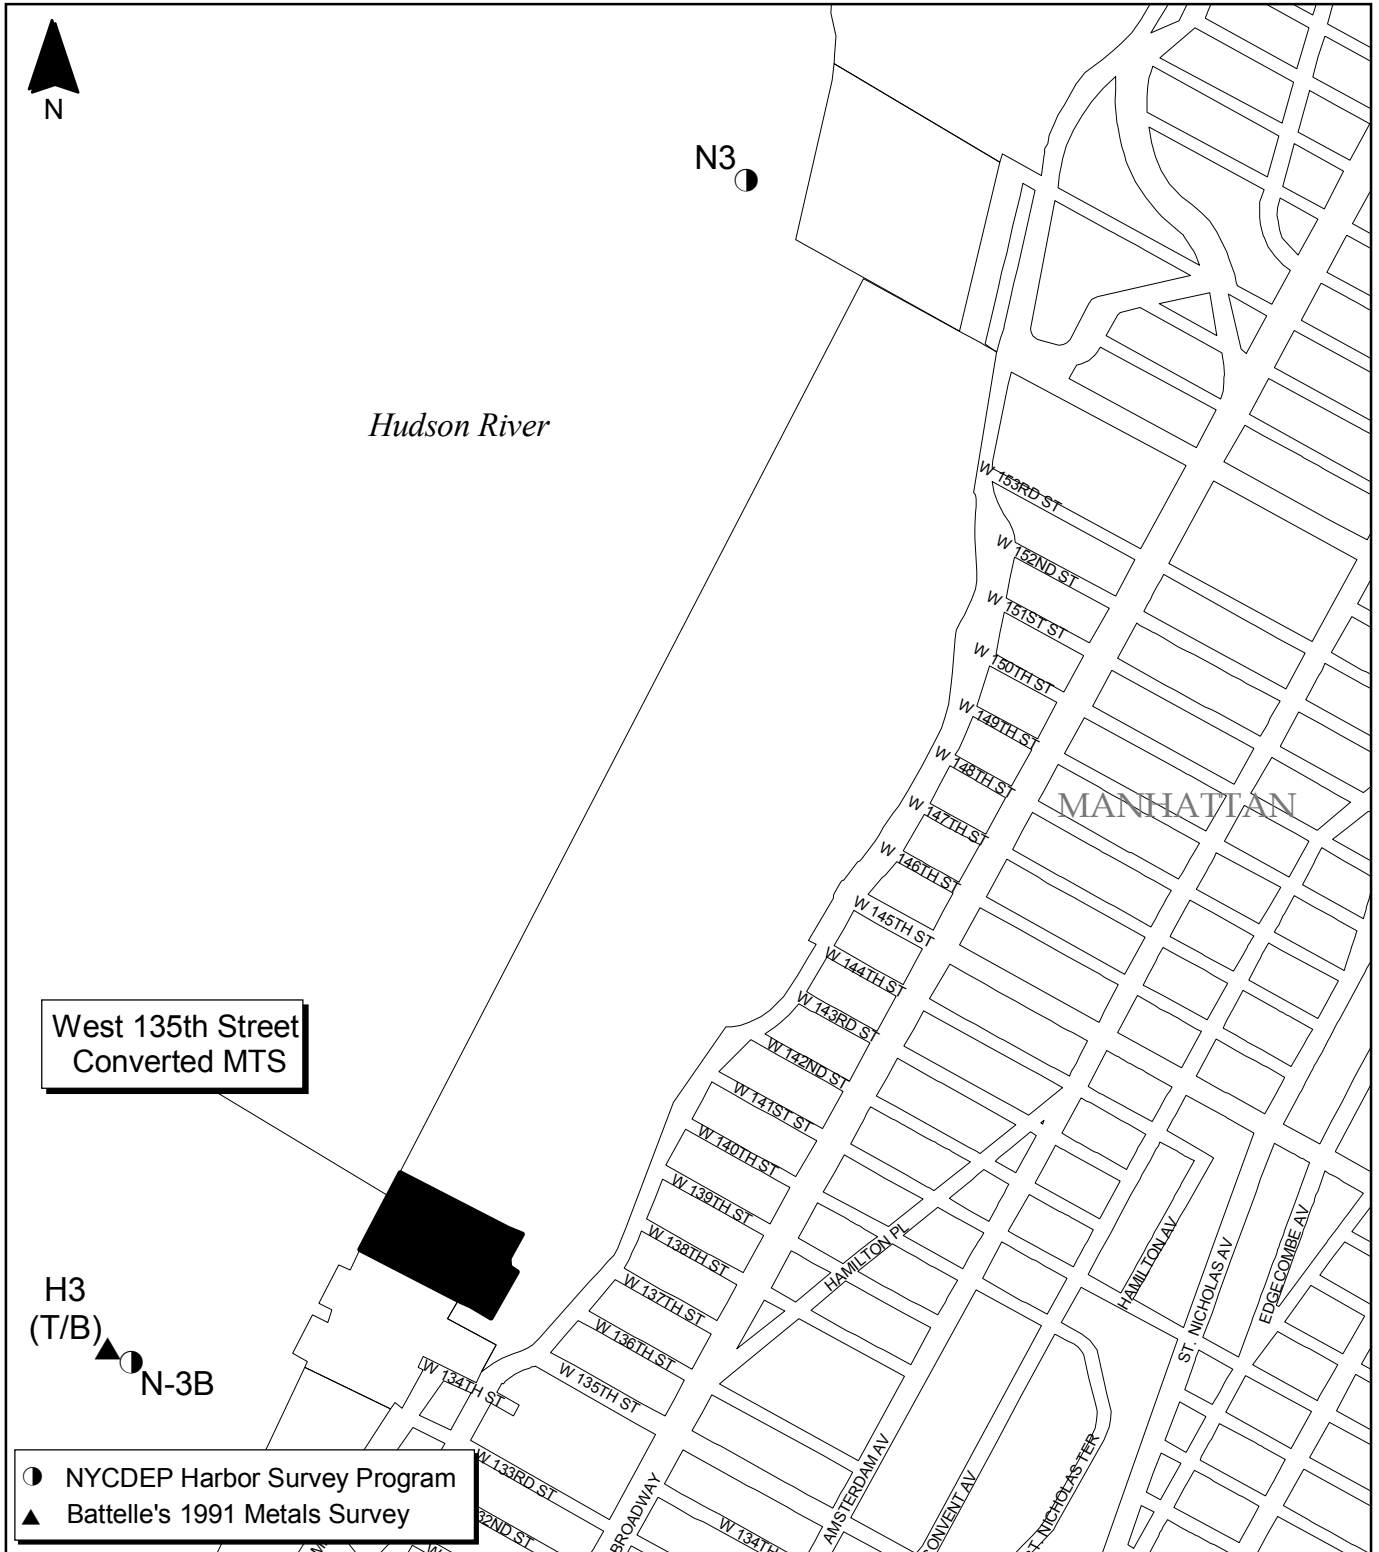 N
N3
Hudson River
W 153RD ST
W 152ND ST
W 151ST ST
W 150TH ST
W 149TH ST
W 148TH ST
MANHATTAN
W 147TH ST
W 146TH ST
W 145TH ST
W 144TH ST
W 143RD ST
West 135th Street
Converted MTS
W 142ND ST
W 141ST ST
W 140TH ST
W 139TH ST
W 138TH ST
HAMILTON PL
HAMILTON AV
ST. NICHOLAS AV
EDGECOMBE AV
W 137TH ST
H3
(T/B)
N-3B
W 136TH ST
W 135TH ST
W 134TH ST
NYCDEP Harbor Survey Program
Battelle's 1991 Metals Survey
W 133RD ST
32ND ST
BROADWAY
W 134TH
AMSTERDAM AV
ONVENT AV
T. NICHOLAS TER